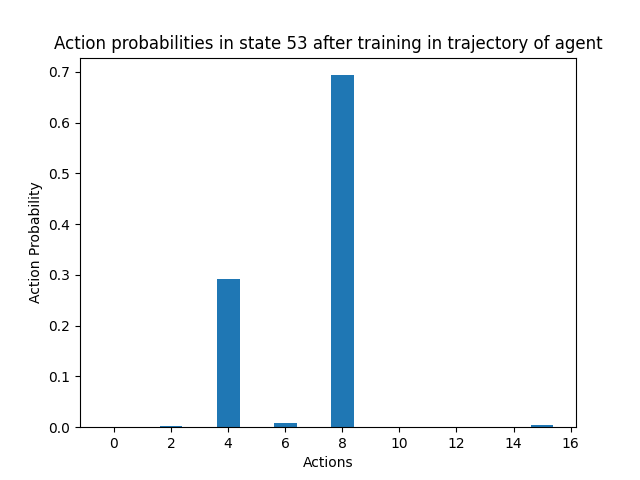 Action probabilities in state 53 after training in trajectory of agent
0.7
0.6
0.5
0.4
0.3
0.2
0.1
0.0
Action Probability
0 2 4 6 8 10 12 14 16
Actions